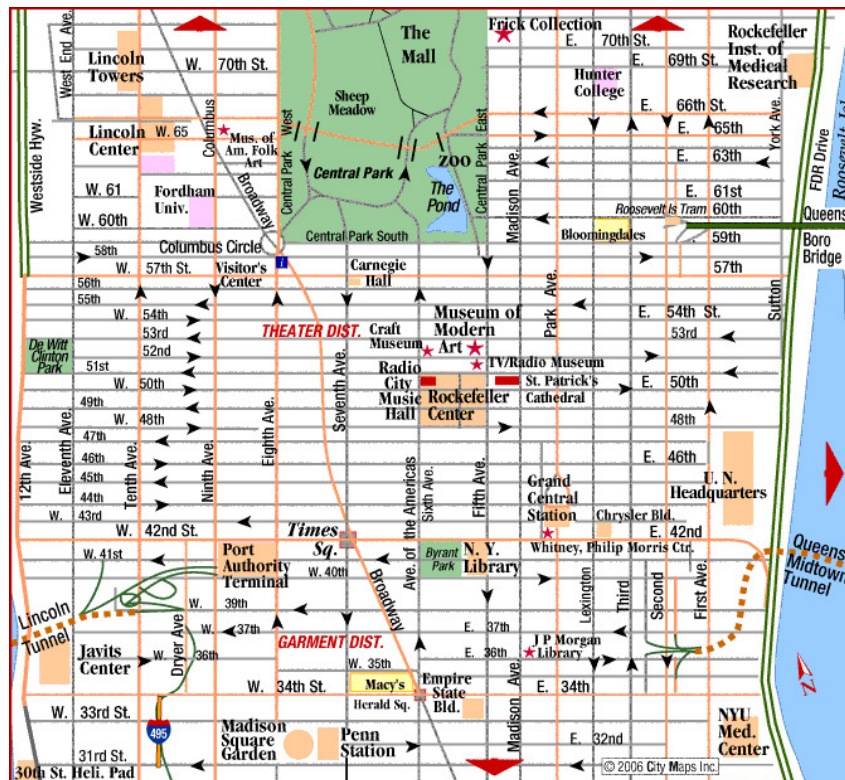 Frick Collection
The
Mall
E. 70th St.
Rockefeller
Inst. of
Medical
Research
West End Ave.
Lincoln
Towers
W. 70th St.
E. 69th St.
Hunter
College
Sheep
Meadow
E. 66th St.
Columbus
West
East
York Ave.
Lincoln
Center
W. 65
Mus. of
Am. Folk
Art
E. 65th
Central Park
ZOO
E. 63th
Westside Hyw.
Central Park
Central Park
Madison Ave.
FDR Drive
Roosevelt Isl
W. 61
Fordham
Univ.
Broadway
The
Pond
E. 61st
W. 60th
Roosevelt Is Tram
60th
Queens
Columbus Circle
Central Park South
Bloomingdales
59th
Boro
Bridge
58th
W. 57th St.
Visitor's
Center
i
Carnegie
Hall
57th
56th
55th
Park Ave.
Sutton
W. 54th
Museum of
Modern
Art
E. 54th St.
53rd
THEATER DIST.
Craft
Museum
53rd
De Witt
Clinton
Park
52nd
51st
TV/Radio Museum
W. 50th
Radio
City
Music
Hall
St. Patrick's
Cathedral
E. 50th
49th
Rockefeller
Center
W. 48th
48th
47th
12th Ave.
Eleventh Ave.
Tenth Ave.
Ninth Ave.
Eighth Ave.
Seventh Ave.
Ave. of the Americas
Sixth Ave.
Fifth Ave.
46th
E. 46th
45th
Grand
Central
Station
U. N.
Headquarters
44th
W. 43rd
Chrysler Bld.
W. 42nd St.
Times
Sq.
E. 42nd
Whitney, Philip Morris Ctr.
Queens
Midtown
Tunnel
W. 41st
Port
Authority
Terminal
W. 40th
Broadway
Byrant
Park
N. Y.
Library
Lexington
Third
Second
First Ave.
Lincoln
Tunnel
W. 39th
W. 37th
GARMENT DIST.
E. 37th
Javits
Center
Dryer Ave
W. 36th
E. 36th
J P Morgan
Library
W. 35th
N
W. 34th St.
Macy's
Empire
State
Bld.
E. 34th
Herald Sq.
Madison Ave.
W. 33rd St.
495
Madison
Square
Garden
Penn
Station
E. 32nd
NYU
Med.
Center
31rd St.
30th St. Heli. Pad
© 2006 City Maps Inc.